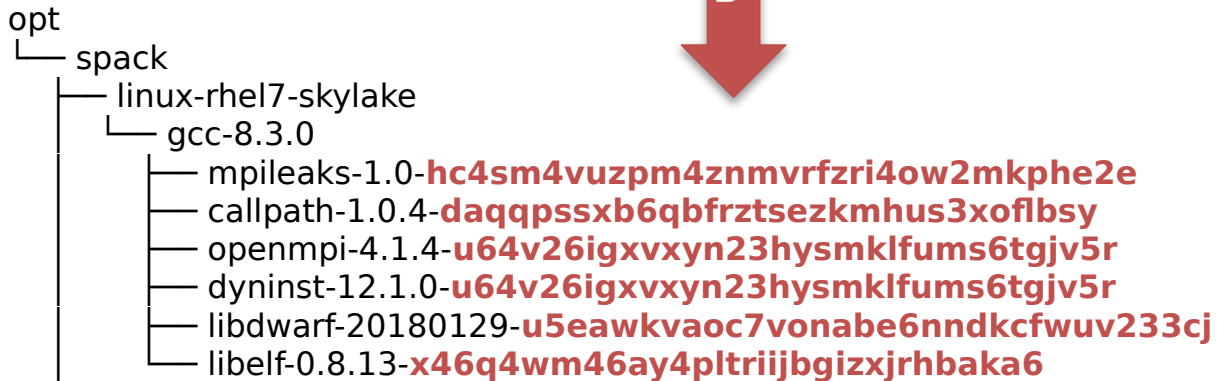 opt
└── spack
├── linux-rhel7-skylake
│ └── gcc-8.3.0
│ ├── mpileaks-1.0-hc4sm4vuzpm4znmvrfzri4ow2mkphe2e
│ ├── callpath-1.0.4-daqqpssxb6qbfrztsezkmhus3xoflbsy
│ ├── openmpi-4.1.4-u64v26igxvxyn23hysmklfums6tgjv5r
│ ├── dyninst-12.1.0-u64v26igxvxyn23hysmklfums6tgjv5r
│ ├── libdwarf-20180129-u5eawkvaoc7vonabe6nndkcfwuv233cj
│ └── libelf-0.8.13-x46q4wm46ay4pltriijbgizxjrhbaka6